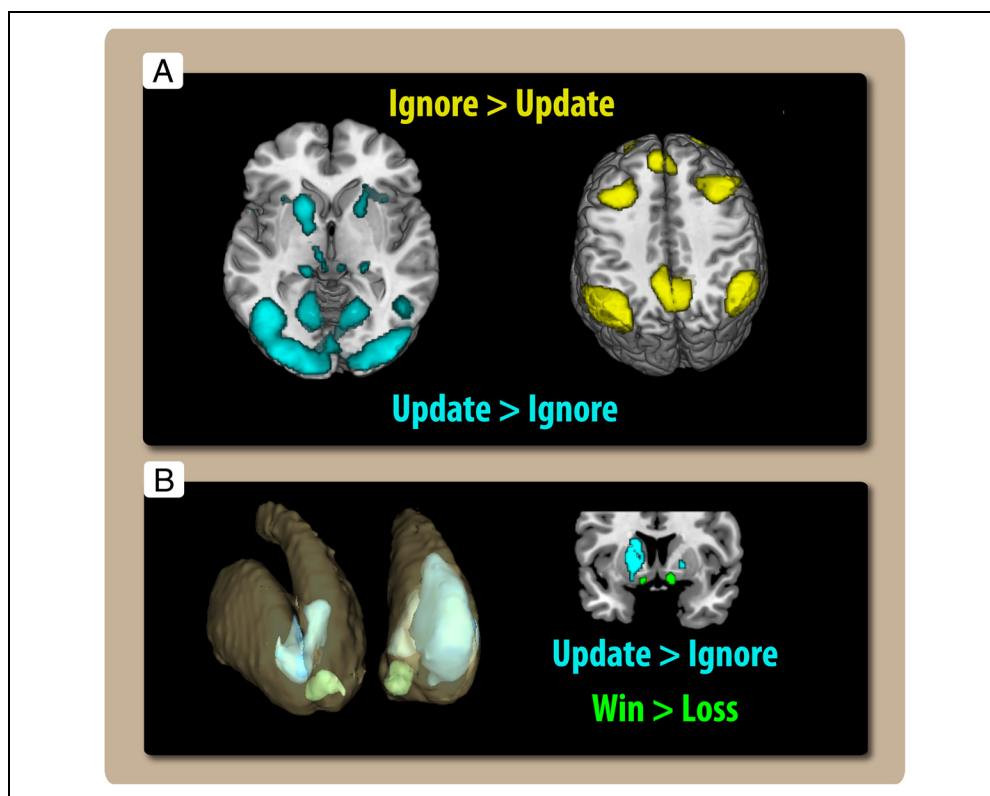 A
Ignore > Update
Update > Ignore
B
Update > Ignore
Win > Loss